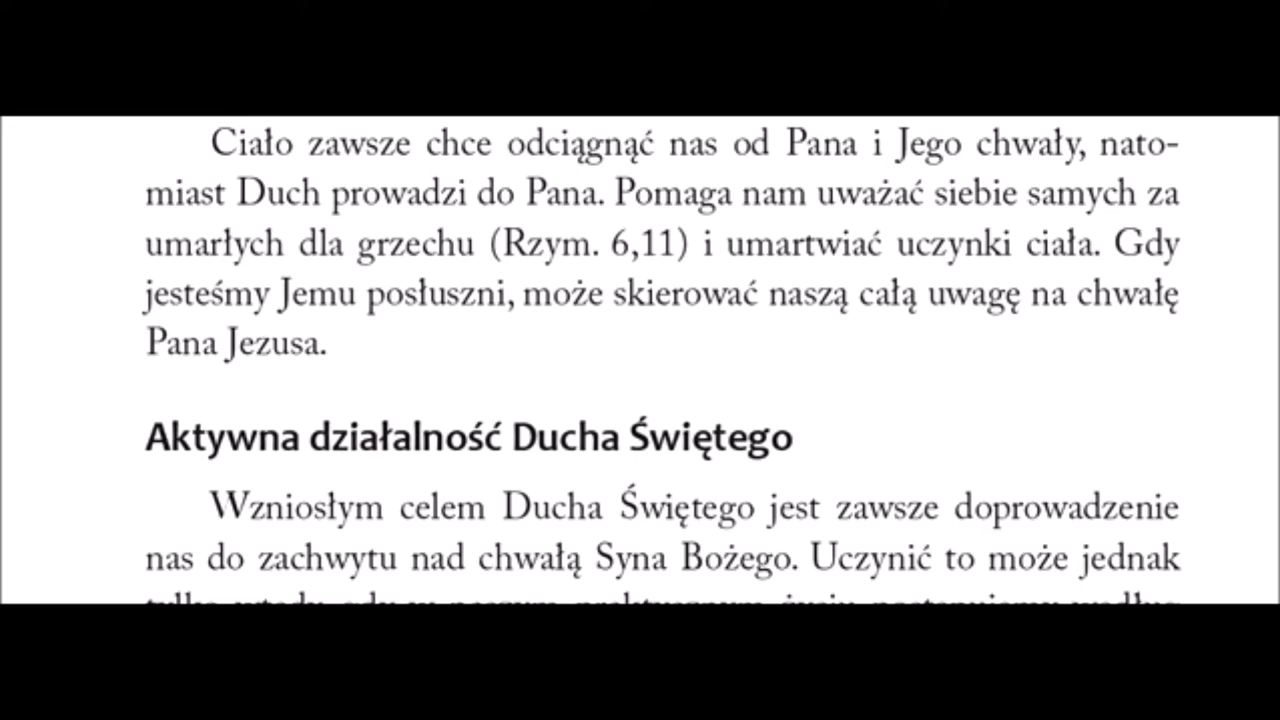 Ciało zawsze chce odciągnąć nas od Pana i Jego chwały, nato-
miast Duch prowadzi do Pana. Pomaga nam uważać siebie samych za
umarłych dla grzechu (Rzym. 6,11) i umartwiać uczynki ciała. Gdy
jesteśmy Jemu posłuszni, może skierować naszą całą uwagę na chwałę
Pana Jezusa.
Aktywna działalność Ducha Świętego
Wzniosłym celem Ducha Świętego jest zawsze doprowadzenie
nas do zachwytu nad chwałą Syna Bożego. Uczynić to może jednak